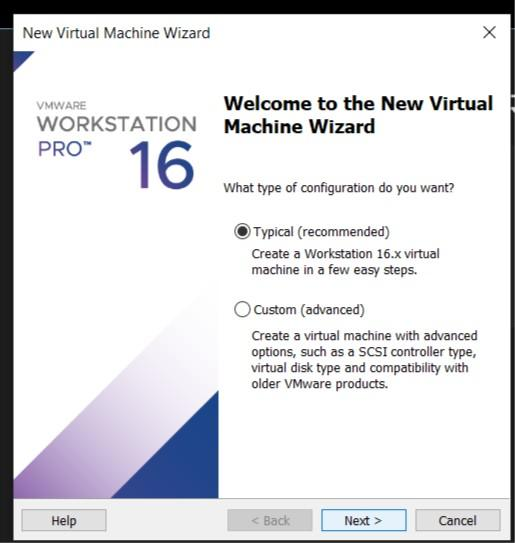 New Virtual Machine Wizard
VMWARE
WORKSTATION
PRO™ 16
Welcome to the New Virtual
Machine Wizard
What type of configuration do you want?
Typical (recommended)
Create a Workstation 16.x virtual
machine in a few easy steps.
Custom (advanced)
Create a virtual machine with advanced
options, such as a SCSI controller type,
virtual disk type and compatibility with
older VMware products.
Help
< Back
Next >
Cancel